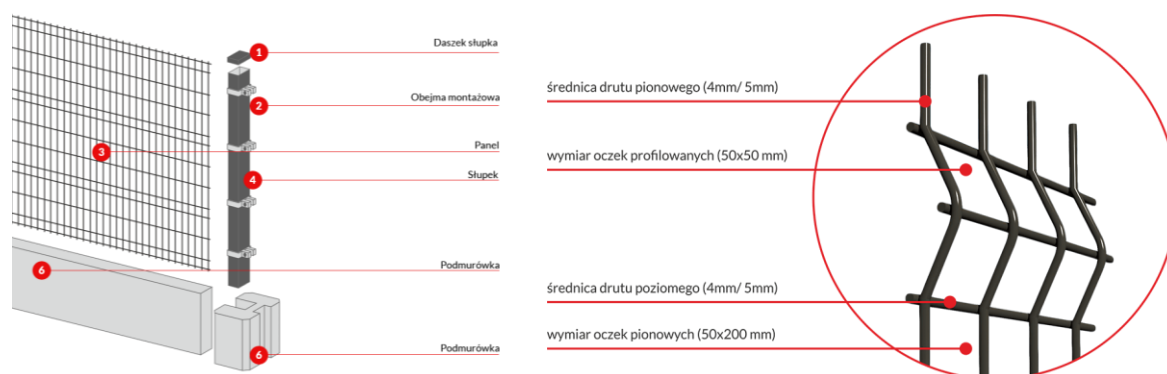 1
Daszek słupka
2
Obejma montażowa
3
Panel
4
Słupek
6
Podmurówka
6
Podmurówka
średnica drutu pionowego (4mm/ 5mm)
wymiar oczek profilowanych (50x50 mm)
średnica drutu poziomego (4mm/ 5mm)
wymiar oczek pionowych (50x200 mm)